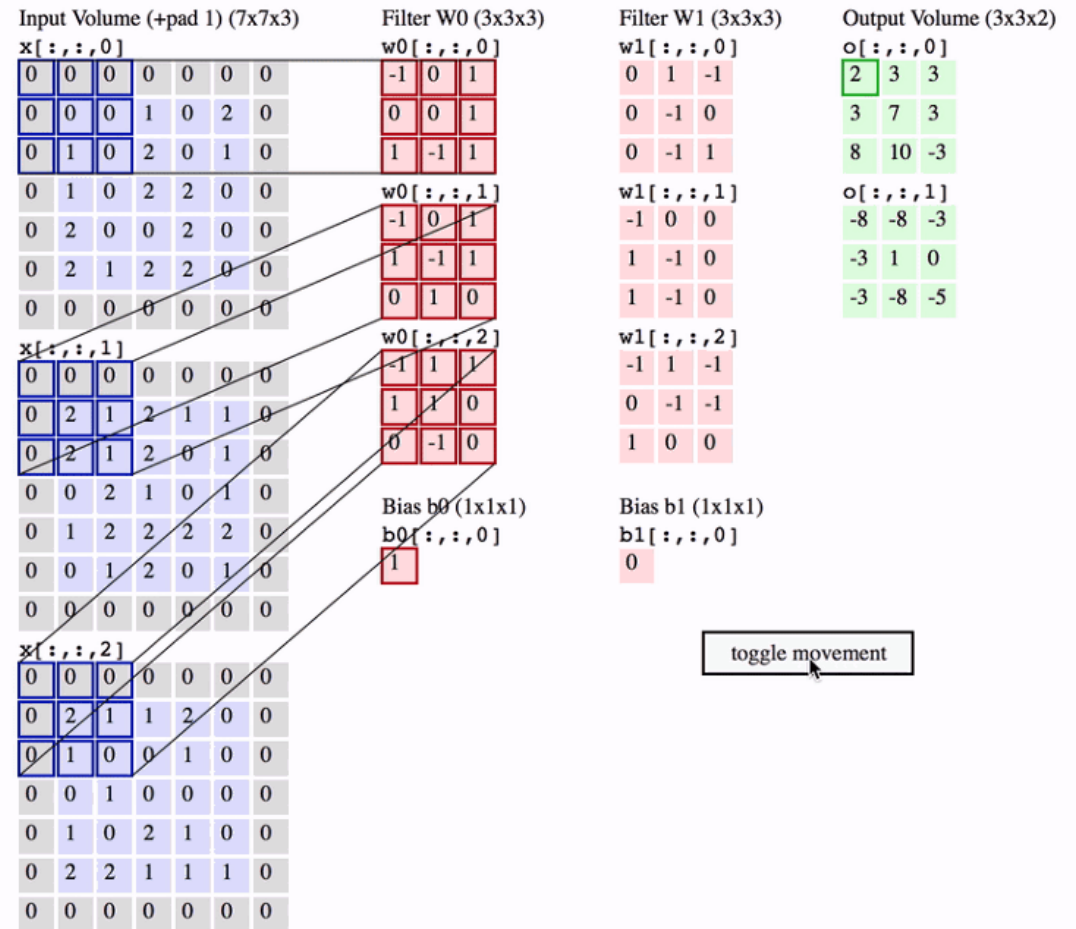 Input Volume (+pad 1) (7x7x3)
x[:,:,0]
0 0 0 0 0 0 0
0 0 0 1 0 2 0
0 1 0 2 0 1 0
0 1 0 2 2 0 0
0 2 0 0 2 0 0
0 2 1 2 2 0 0
0 0 0 0 0 0 0
x[:,:,1]
0 0 0 0 0 0 0
0 2 1 2 1 1 0
0 2 1 2 0 1 0
0 0 2 1 0 1 0
0 1 2 2 2 2 0
0 0 1 2 0 1 0
0 0 0 0 0 0 0
x[:,:,2]
0 0 0 0 0 0 0
0 2 1 1 2 0 0
0 1 0 0 1 0 0
0 0 1 0 0 0 0
0 1 0 2 1 0 0
0 2 2 1 1 1 0
0 0 0 0 0 0 0
Filter W0 (3x3x3)
w0[:,:,0]
-1 0 1
0 0 1
1 -1 1
w0[:,:,1]
-1 0 1
1 -1 1
0 1 0
w0[:,:,2]
-1 1 1
1 1 0
0 -1 0
Bias b0 (1x1x1)
b0[:,:,0]
1
Filter W1 (3x3x3)
w1[:,:,0]
0 1 -1
0 -1 0
0 -1 1
w1[:,:,1]
-1 0 0
1 -1 0
1 -1 0
w1[:,:,2]
-1 1 -1
0 -1 -1
1 0 0
Bias b1 (1x1x1)
b1[:,:,0]
0
Output Volume (3x3x2)
o[:,:,0]
2 3 3
3 7 3
8 10 -3
o[:,:,1]
-8 -8 -3
-3 1 0
-3 -8 -5
toggle movement